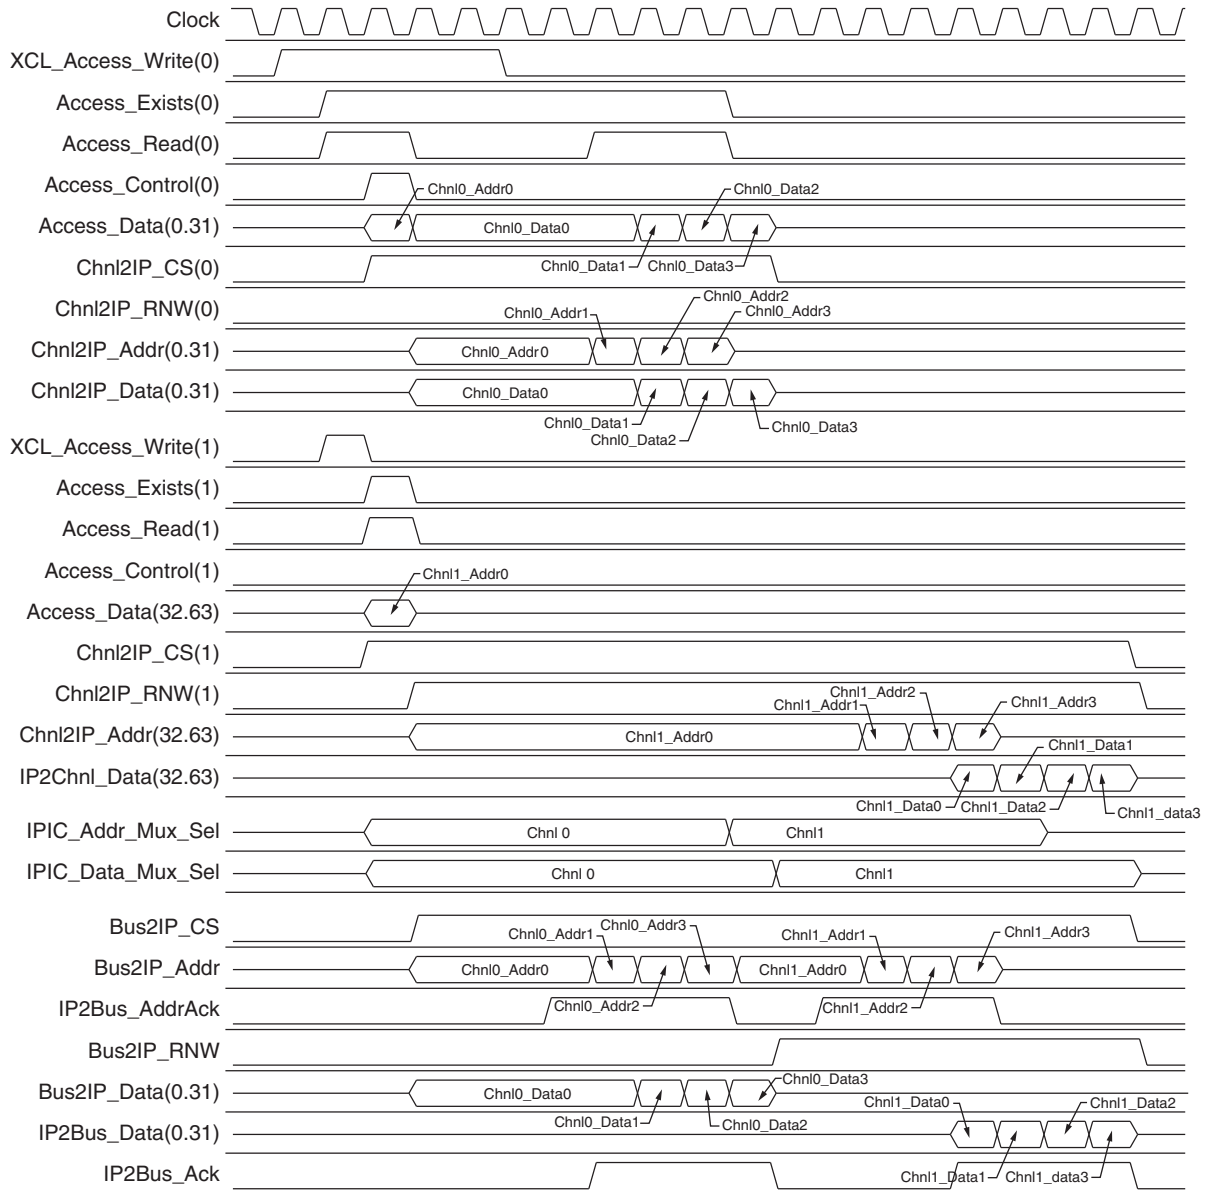 Clock
XCL_Access_Write(0)
Access_Exists(0)
Access_Read(0)
Access_Control(0)
Chnl0_Addr0
Chnl0_Data2
Access_Data(0.31)
Chnl0_Data0
Chnl2IP_CS(0)
Chnl0_Data1
Chnl0_Data3
Chnl2IP_RNW(0)
Chnl0_Addr2
Chnl0_Addr1
Chnl0_Addr3
Chnl2IP_Addr(0.31)
Chnl0_Addr0
Chnl2IP_Data(0.31)
Chnl0_Data0
Chnl0_Data1
Chnl0_Data2
Chnl0_Data3
XCL_Access_Write(1)
Access_Exists(1)
Access_Read(1)
Access_Control(1)
Chnl1_Addr0
Access_Data(32.63)
Chnl2IP_CS(1)
Chnl2IP_RNW(1)
Chnl1_Addr2
Chnl1_Addr1
Chnl1_Addr3
Chnl2IP_Addr(32.63)
Chnl1_Addr0
Chnl1_Data1
IP2Chnl_Data(32.63)
Chnl1_Data0
Chnl1_Data2
Chnl1_data3
IPIC_Addr_Mux_Sel
Chnl 0
Chnl1
IPIC_Data_Mux_Sel
Chnl 0
Chnl1
Bus2IP_CS
Chnl0_Addr1
Chnl0_Addr3
Chnl1_Addr1
Chnl1_Addr3
Bus2IP_Addr
Chnl0_Addr0
Chnl1_Addr0
IP2Bus_AddrAck
Chnl0_Addr2
Chnl1_Addr2
Bus2IP_RNW
Chnl0_Data3
Bus2IP_Data(0.31)
Chnl0_Data0
Chnl1_Data0
Chnl1_Data2
Chnl0_Data1
Chnl0_Data2
IP2Bus_Data(0.31)
IP2Bus_Ack
Chnl1_Data1
Chnl1_data3